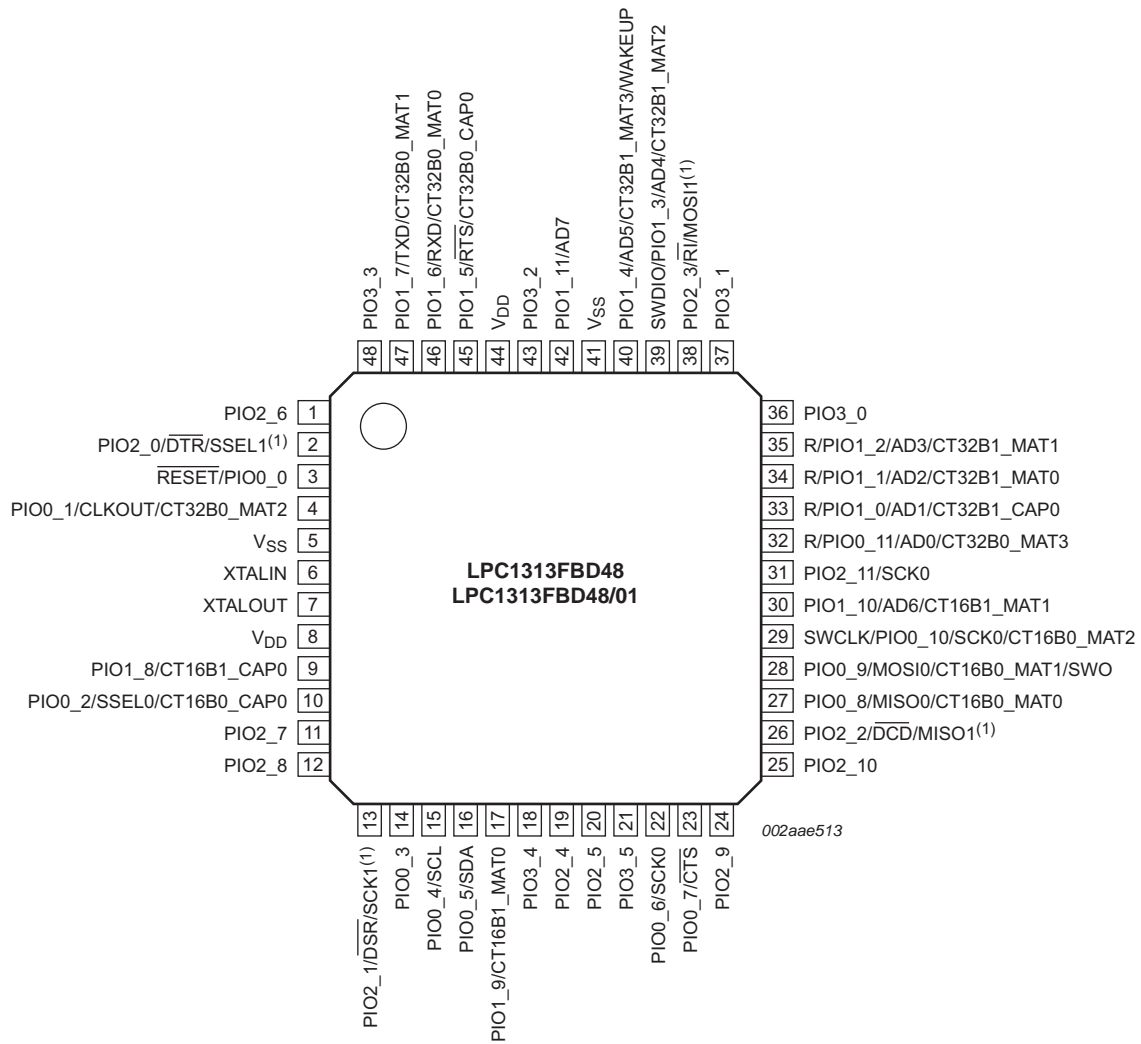 PIO3_3
PIO1_7/TXD/CT32B0_MAT1
PIO1_6/RXD/CT32B0_MAT0
PIO1_5/R̅T̅S̅/CT32B0_CAP0
VDD
PIO3_2
PIO1_11/AD7
VSS
PIO1_4/AD5/CT32B1_MAT3/WAKEUP
SWDIO/PIO1_3/AD4/CT32B1_MAT2
PIO2_3/R̅I̅/MOSI1(1)
PIO3_1
48 47 46 45 44 43 42 41 40 39 38 37
PIO2_6 1
PIO2_0/D̅T̅R̅/SSEL1(1) 2
R̅E̅S̅E̅T̅/PIO0_0 3
PIO0_1/CLKOUT/CT32B0_MAT2 4
VSS 5
XTALIN 6
XTALOUT 7
VDD 8
PIO1_8/CT16B1_CAP0 9
PIO0_2/SSEL0/CT16B0_CAP0 10
PIO2_7 11
PIO2_8 12
LPC1313FBD48
LPC1313FBD48/01
36 PIO3_0
35 R/PIO1_2/AD3/CT32B1_MAT1
34 R/PIO1_1/AD2/CT32B1_MAT0
33 R/PIO1_0/AD1/CT32B1_CAP0
32 R/PIO0_11/AD0/CT32B0_MAT3
31 PIO2_11/SCK0
30 PIO1_10/AD6/CT16B1_MAT1
29 SWCLK/PIO0_10/SCK0/CT16B0_MAT2
28 PIO0_9/MOSI0/CT16B0_MAT1/SWO
27 PIO0_8/MISO0/CT16B0_MAT0
26 PIO2_2/D̅C̅D̅/MISO1(1)
25 PIO2_10
13 14 15 16 17 18 19 20 21 22 23 24
PIO2_1/D̅S̅R̅/SCK1(1)
PIO0_3
PIO0_4/SCL
PIO0_5/SDA
PIO1_9/CT16B1_MAT0
PIO3_4
PIO2_4
PIO2_5
PIO3_5
PIO0_6/SCK0
PIO0_7/C̅T̅S̅
PIO2_9
002aae513